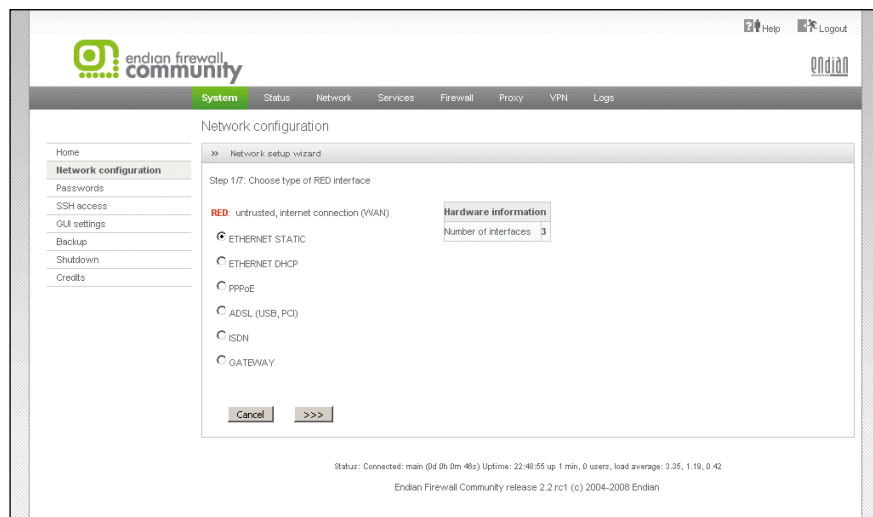 Help Logout
endian firewall
community
endian
System Status Network Services Firewall Proxy VPN Logs
Network configuration
Home
Network configuration
Passwords
SSH access
GUI settings
Backup
Shutdown
Credits
>> Network setup wizard
Step 1/7: Choose type of RED interface
RED: untrusted, internet connection (WAN)
ETHERNET STATIC
ETHERNET DHCP
PPPoE
ADSL (USB, PCI)
ISDN
GATEWAY
Hardware information
Number of interfaces 3
Cancel >>>
Status: Connected: main (0d 0h 0m 46s) Uptime: 22:48:55 up 1 min, 0 users, load average: 3.35, 1.19, 0.42
Endian Firewall Community release 2.2.rc1 (c) 2004-2008 Endian